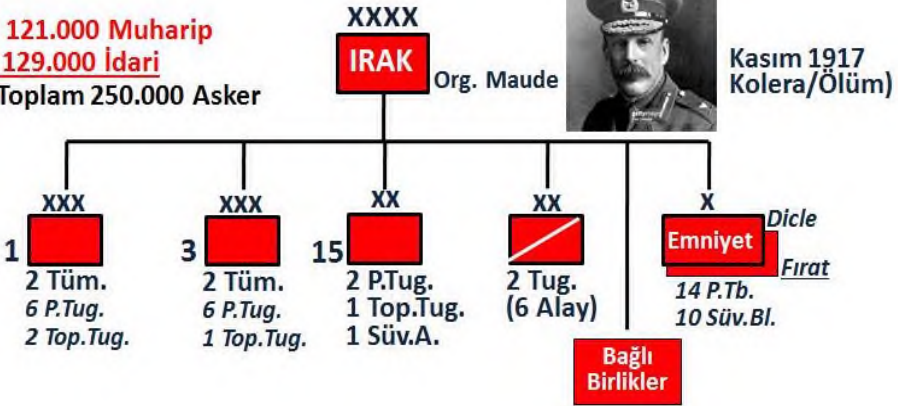 121.000 Muharip
129.000 İdari
Toplam 250.000 Asker
XXXX
IRAK
Org. Maude
Kasım 1917
Kolera/Ölüm)
XXX
1
2 Tüm.
6 P.Tug.
2 Top.Tug.
XXX
3
2 Tüm.
6 P.Tug.
1 Top.Tug.
XX
15
2 P.Tug.
1 Top.Tug.
1 Süv.A.
XX
2 Tug.
(6 Alay)
Bağlı
Birlikler
X
Emniyet
Dicle
Fırat
14 P.Tb.
10 Süv.Bl.